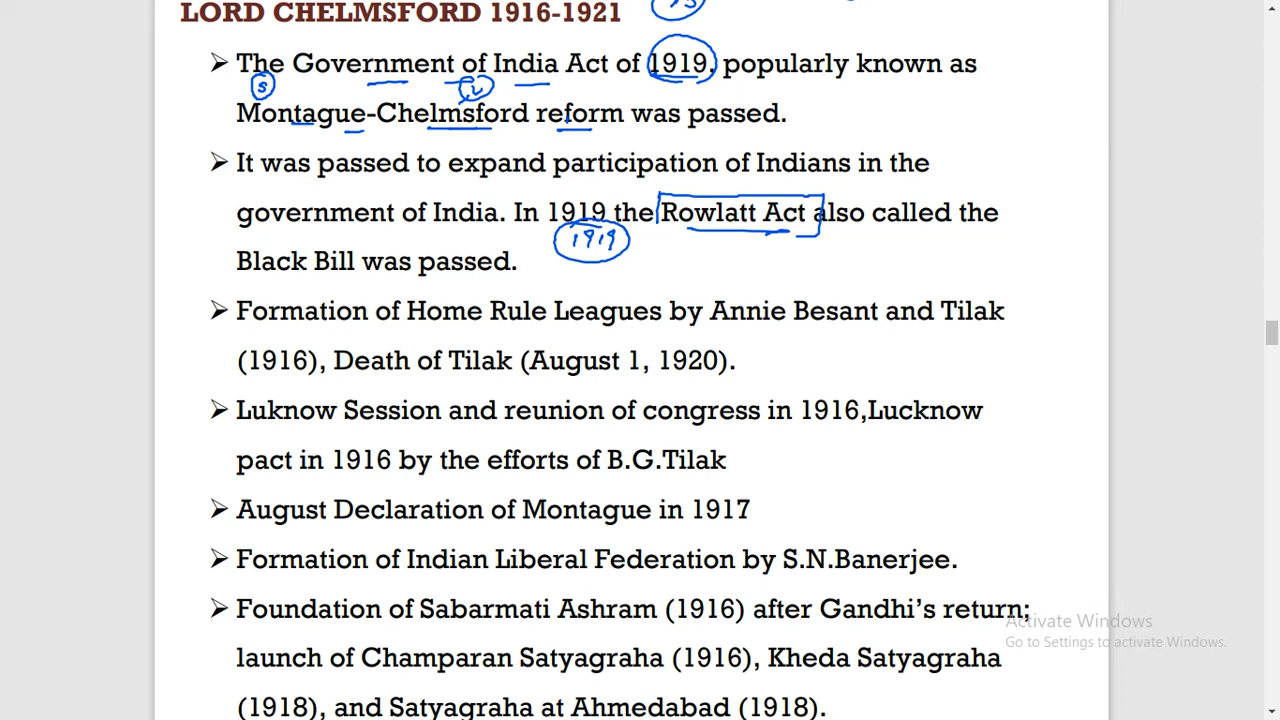 LORD CHELMSFORD 1916-1921
➢ The Government of India Act of 1919. popularly known as
S V
Montague-Chelmsford reform was passed.
➢ It was passed to expand participation of Indians in the
government of India. In 1919 the Rowlatt Act also called the
1919
Black Bill was passed.
➢ Formation of Home Rule Leagues by Annie Besant and Tilak
(1916), Death of Tilak (August 1, 1920).
➢ Luknow Session and reunion of congress in 1916,Lucknow
pact in 1916 by the efforts of B.G.Tilak
➢ August Declaration of Montague in 1917
➢ Formation of Indian Liberal Federation by S.N.Banerjee.
➢ Foundation of Sabarmati Ashram (1916) after Gandhi's return;
Activate Windows
Go to Settings to activate Windows.
launch of Champaran Satyagraha (1916), Kheda Satyagraha
(1918), and Satyagraha at Ahmedabad (1918).